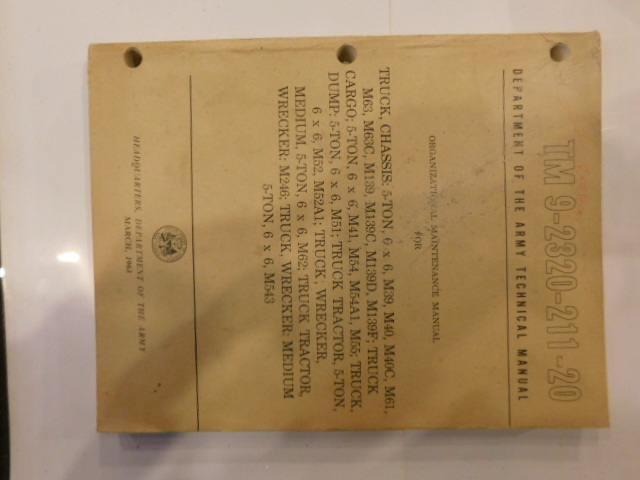 TM 9-2320-211-20
DEPARTMENT OF THE ARMY TECHNICAL MANUAL
ORGANIZATIONAL MAINTENANCE MANUAL
FOR
TRUCK, CHASSIS: 5-TON, 6 x 6, M39, M40, M40C, M61,
M63, M63C, M139, M139C, M139D, M139F; TRUCK
CARGO; 5-TON, 6 x 6, M41, M54, M54A1, M55; TRUCK,
DUMP: 5-TON, 6 x 6, M51; TRUCK TRACTOR, 5-TON,
6 x 6, M52, M52A1; TRUCK, WRECKER,
MEDIUM, 5-TON, 6 x 6, M62; TRUCK TRACTOR,
WRECKER: M246; TRUCK, WRECKER: MEDIUM
5-TON, 6 x 6, M543
HEADQUARTERS, DEPARTMENT OF THE ARMY
MARCH, 1963